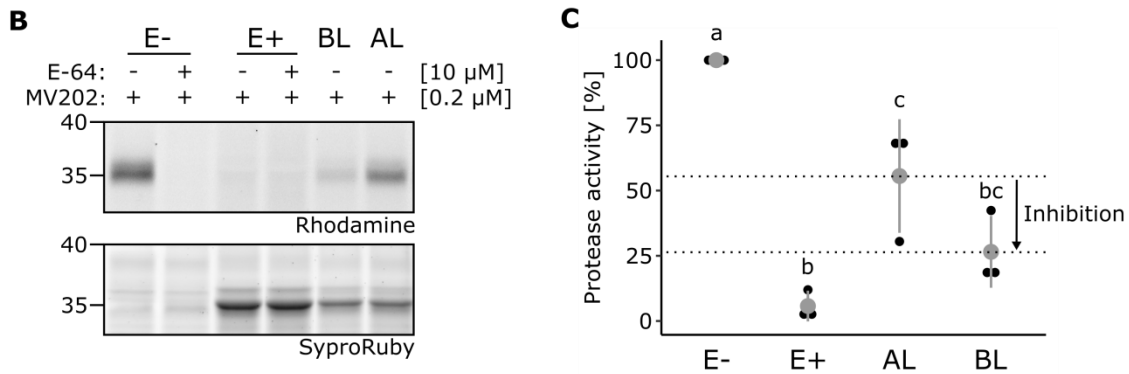 B
E- E+ BL AL
E-64: - + - + - - [10 µM]
MV202: + + + + + + [0.2 µM]
40
35
Rhodamine
40
35
SyproRuby
C
Protease activity [%]
100
75
50
25
0
a
b
c
bc
Inhibition
E- E+ AL BL